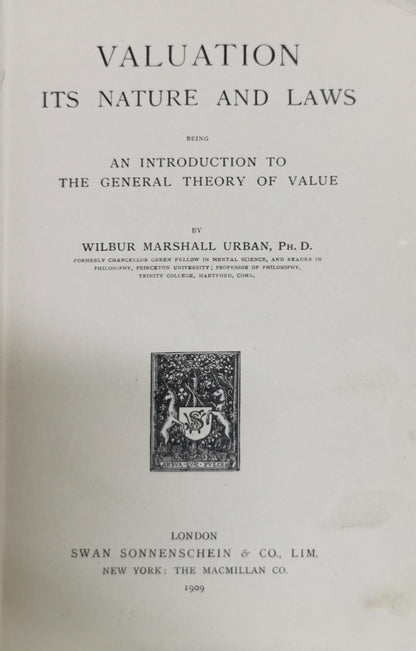 VALUATION
ITS NATURE AND LAWS
BEING
AN INTRODUCTION TO
THE GENERAL THEORY OF VALUE
BY
WILBUR MARSHALL URBAN, PH. D.
FORMERLY CHANCELLOR GREEN FELLOW IN MENTAL SCIENCE, AND READER IN
PHILOSOPHY, PRINCETON UNIVERSITY; PROFESSOR OF PHILOSOPHY,
TRINITY COLLEGE, HARTFORD, CONN.
LONDON
SWAN SONNENSCHEIN & CO., LIM.
NEW YORK: THE MACMILLAN CO.
1909